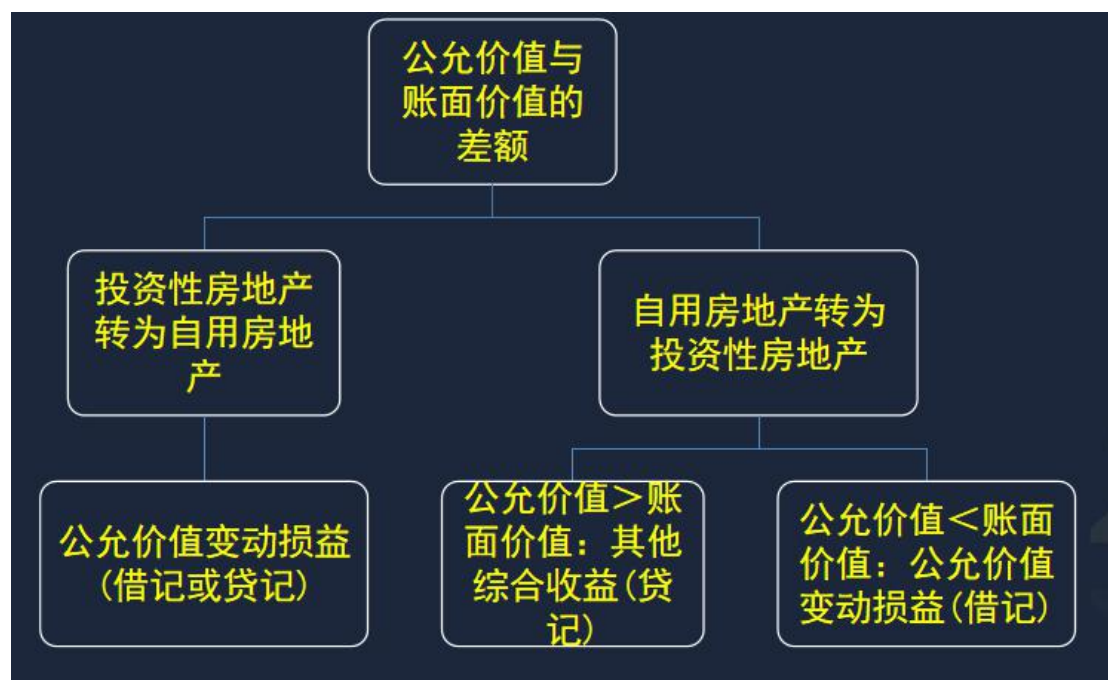 公允价值与
账面价值的
差额
投资性房地产
转为自用房地
产
自用房地产转为
投资性房地产
公允价值变动损益
(借记或贷记)
公允价值＞账
面价值：其他
综合收益(贷
记)
公允价值＜账面
价值：公允价值
变动损益(借记)